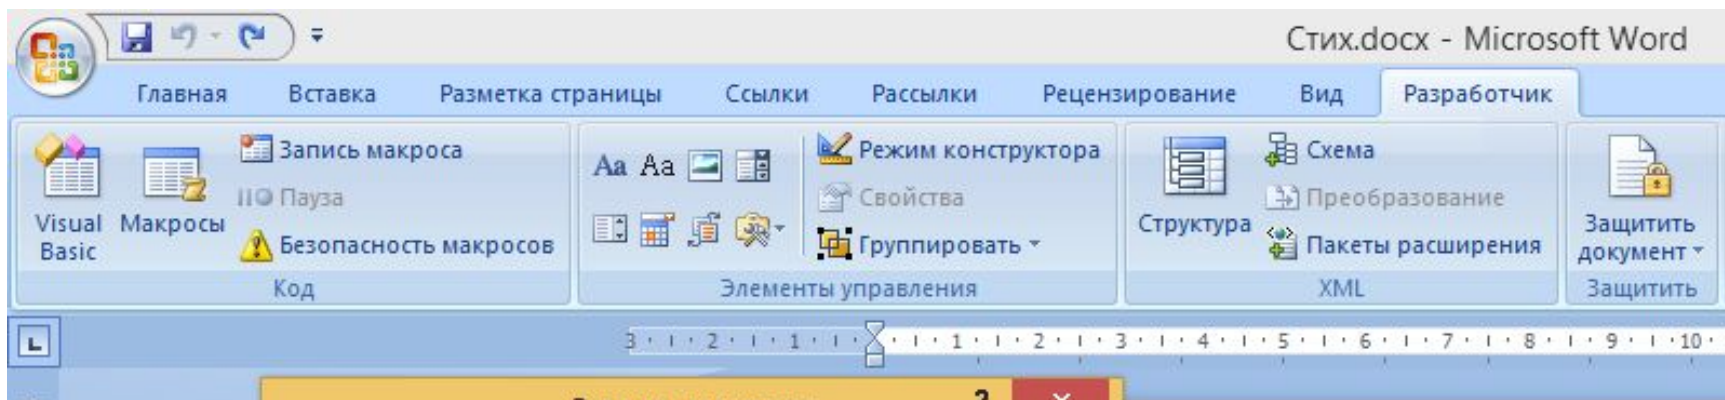 Стих.docx - Microsoft Word
Главная Вставка Разметка страницы Ссылки Рассылки Рецензирование Вид Разработчик
Visual Basic
Макросы
Запись макроса
Пауза
Безопасность макросов
Код
Aa Aa
Режим конструктора
Свойства
Группировать
Элементы управления
Структура
Схема
Преобразование
Пакеты расширения
XML
Защитить документ
Защитить
3 2 1 1 2 3 4 5 6 7 8 9 10
?